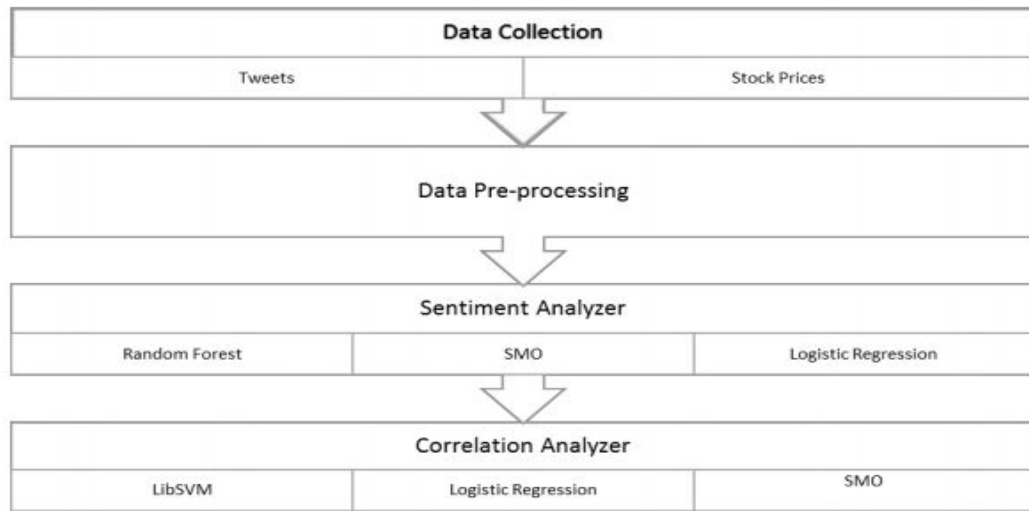 Data Collection
Tweets
Stock Prices
Data Pre-processing
Sentiment Analyzer
Random Forest
SMO
Logistic Regression
Correlation Analyzer
LibSVM
Logistic Regression
SMO